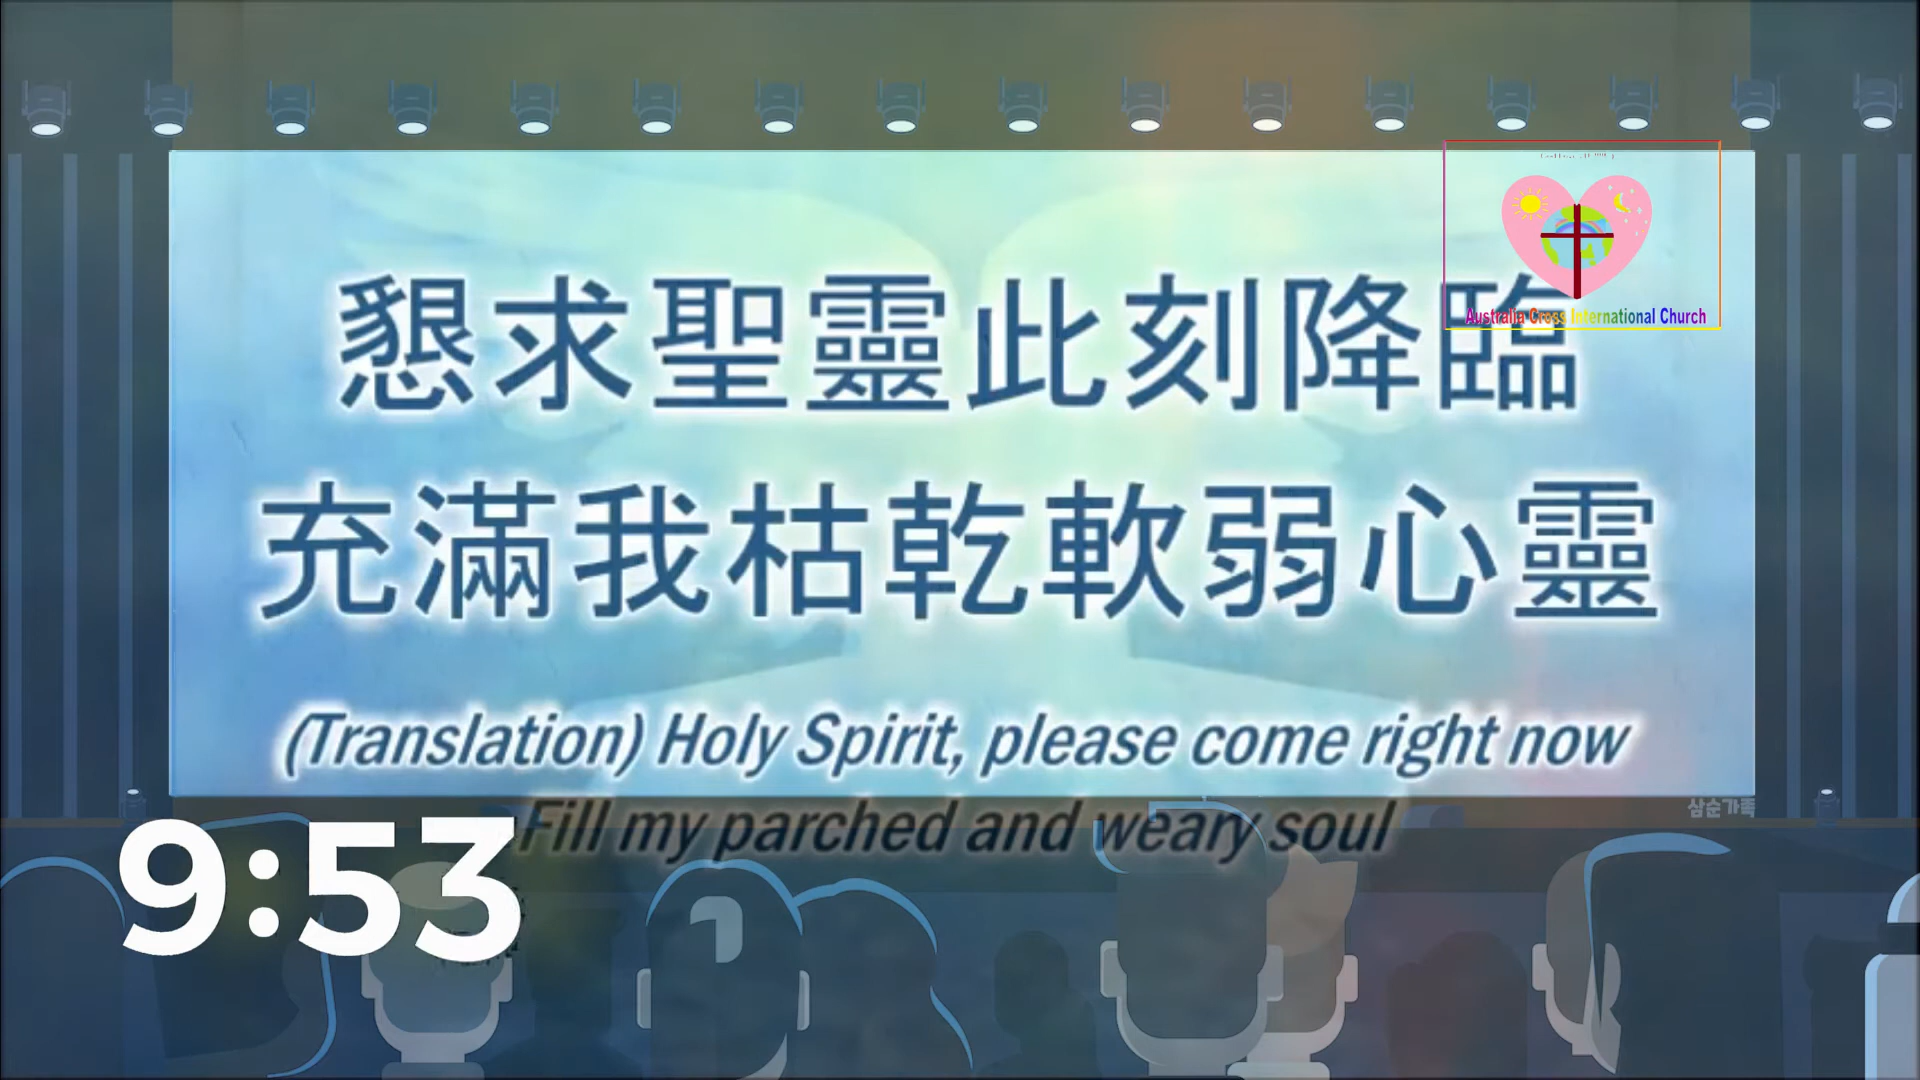 Australia Cross International Church
懇求聖靈此刻降臨
充滿我枯乾軟弱心靈
(Translation) Holy Spirit, please come right now
Fill my parched and weary soul
삼순가족
9:53